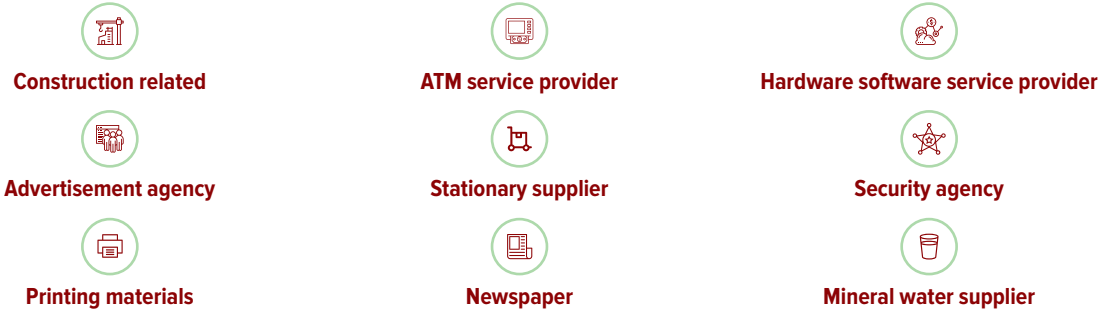 Construction related
ATM service provider
Hardware software service provider
Advertisement agency
Stationary supplier
Security agency
Printing materials
Newspaper
Mineral water supplier